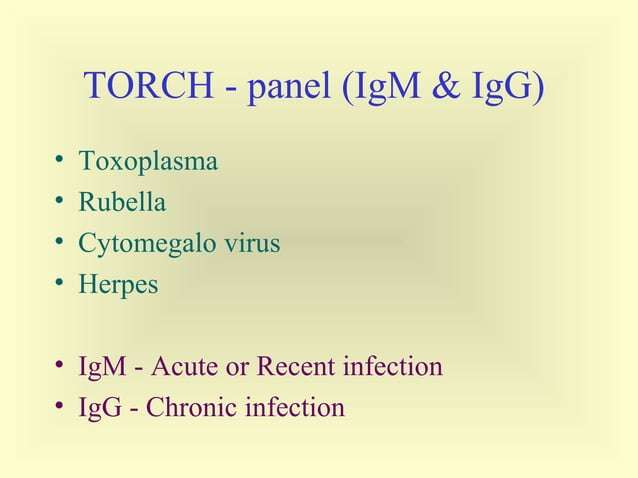 TORCH - panel (IgM & IgG)
• Toxoplasma
• Rubella
• Cytomegalo virus
• Herpes
• IgM - Acute or Recent infection
• IgG - Chronic infection